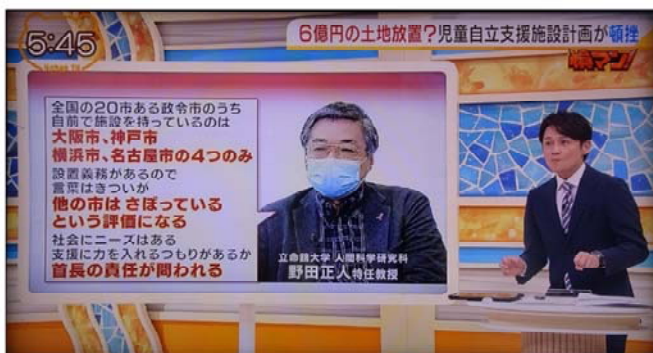 5:45
6億円の土地放置?児童自立支援施設計画が頓挫
憤マン!
全国の20市ある政令市のうち
自前で施設を持っているのは
大阪市、神戸市
横浜市、名古屋市の4つのみ
設置義務があるので
言葉はきついが
他の市は さぼっている
という評価になる
社会にニーズはある
支援に力を入れるつもりがあるか
首長の責任が問われる
立命館大学 人間科学研究科
野田正人特任教授